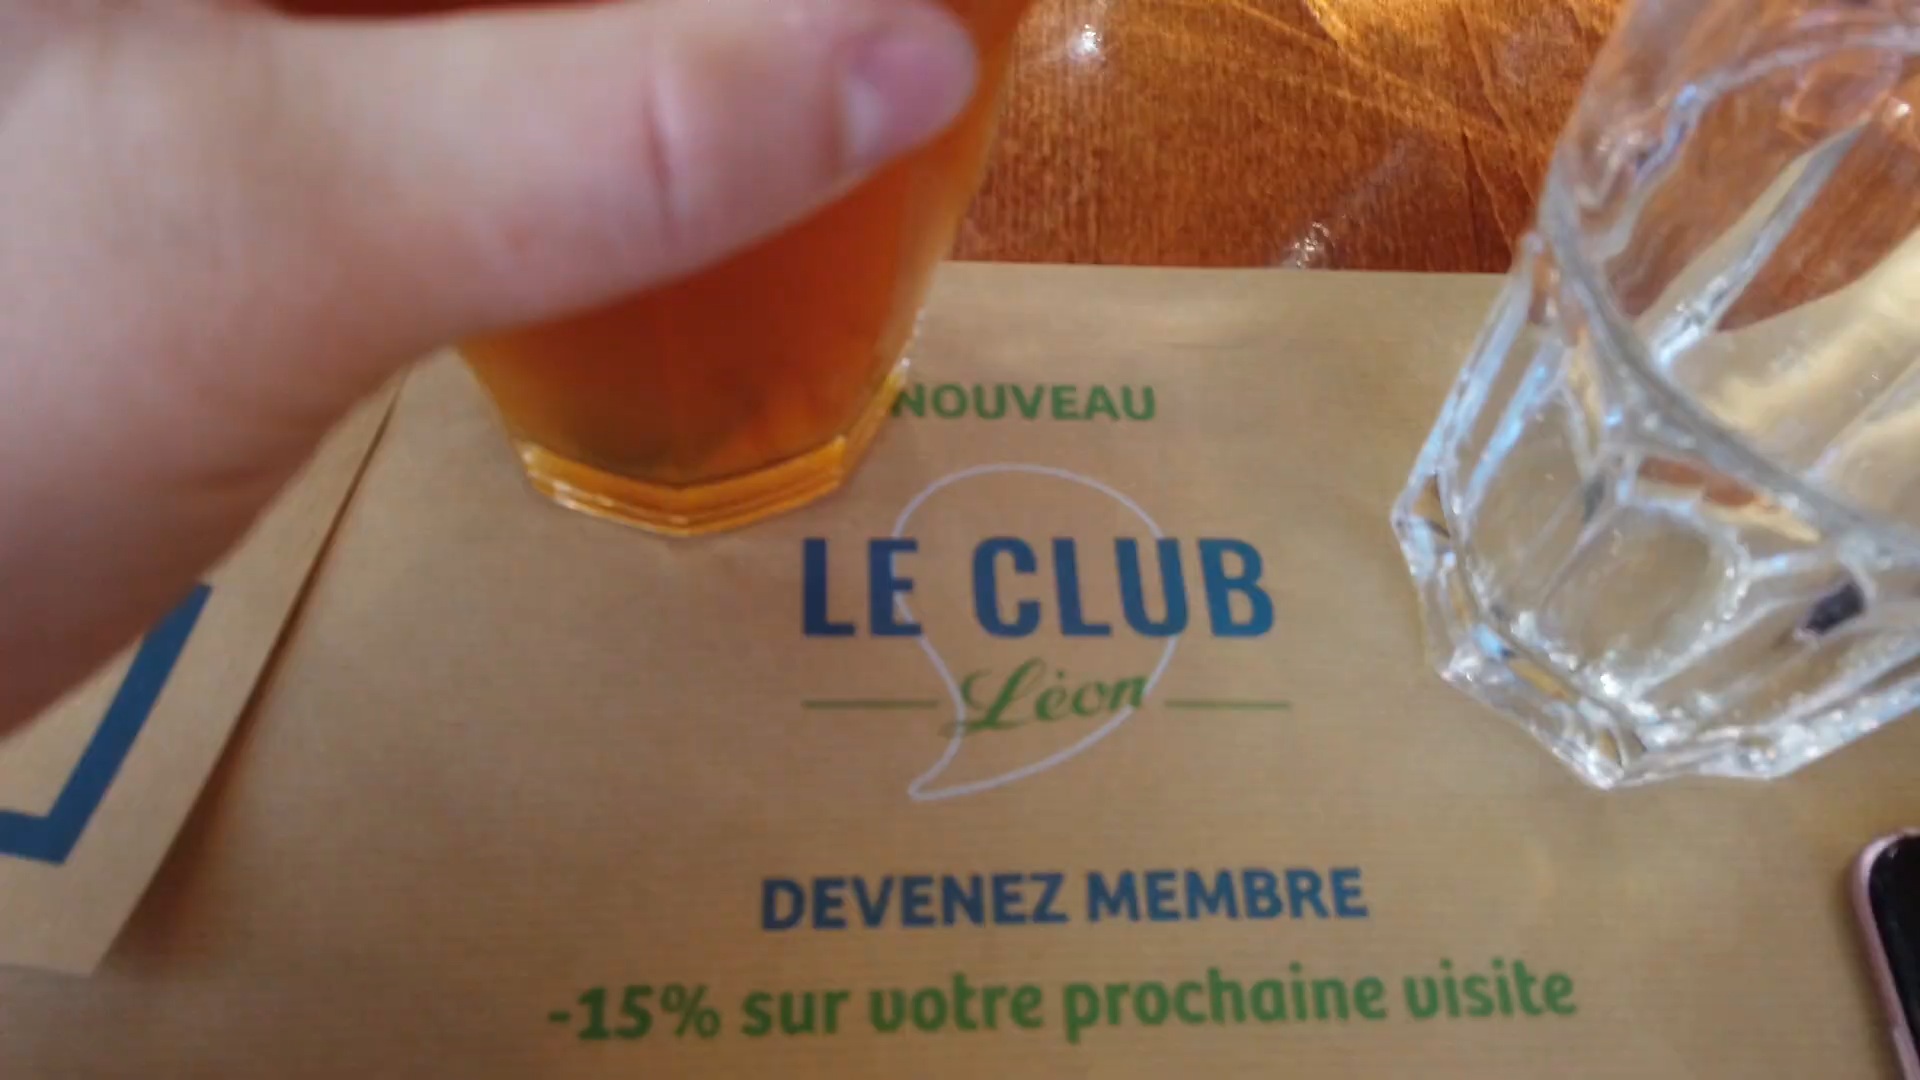 NOUVEAU
LE CLUB
Léon
DEVENEZ MEMBRE
-15% sur votre prochaine visite